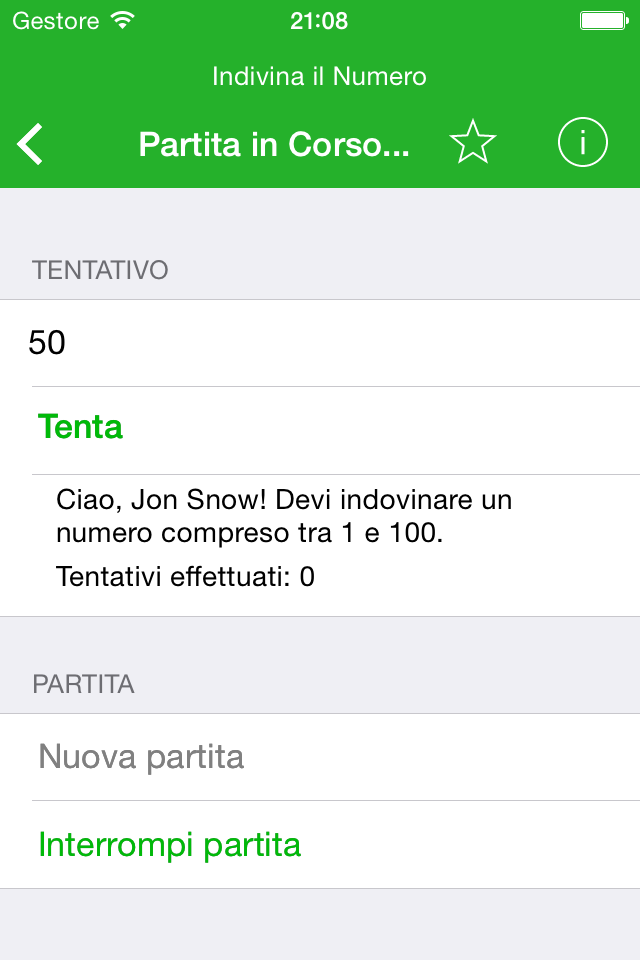 Gestore
21:08
Indivina il Numero
Partita in Corso...
TENTATIVO
50
Tenta
Ciao, Jon Snow! Devi indovinare un
numero compreso tra 1 e 100.
Tentativi effettuati: 0
PARTITA
Nuova partita
Interrompi partita